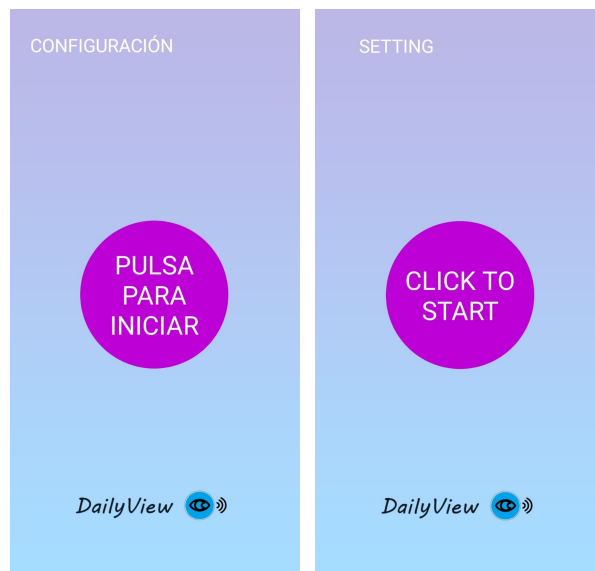 CONFIGURACIÓN
PULSA
PARA
INICIAR
DailyView
SETTING
CLICK TO
START
DailyView